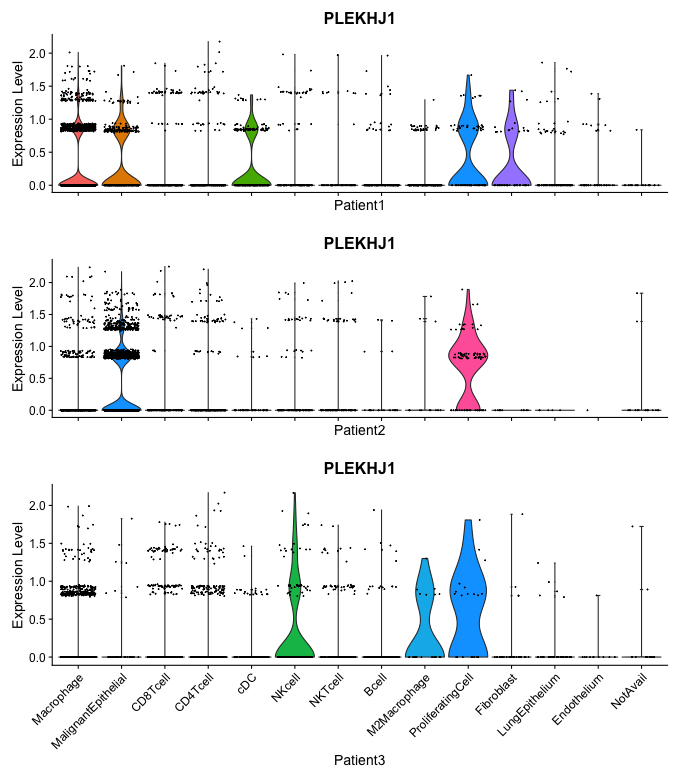 PLEKHJ1
Expression Level
2.0
1.5
1.0
0.5
0.0
Patient1
PLEKHJ1
Expression Level
2.0
1.5
1.0
0.5
0.0
Patient2
PLEKHJ1
Expression Level
2.0
1.5
1.0
0.5
0.0
Macrophage
MalignantEpithelial
CD8Tcell
CD4Tcell
cDC
NKcell
NKTcell
Bcell
M2Macrophage
ProliferatingCell
Fibroblast
LungEpithelium
Endothelium
NotAvail
Patient3